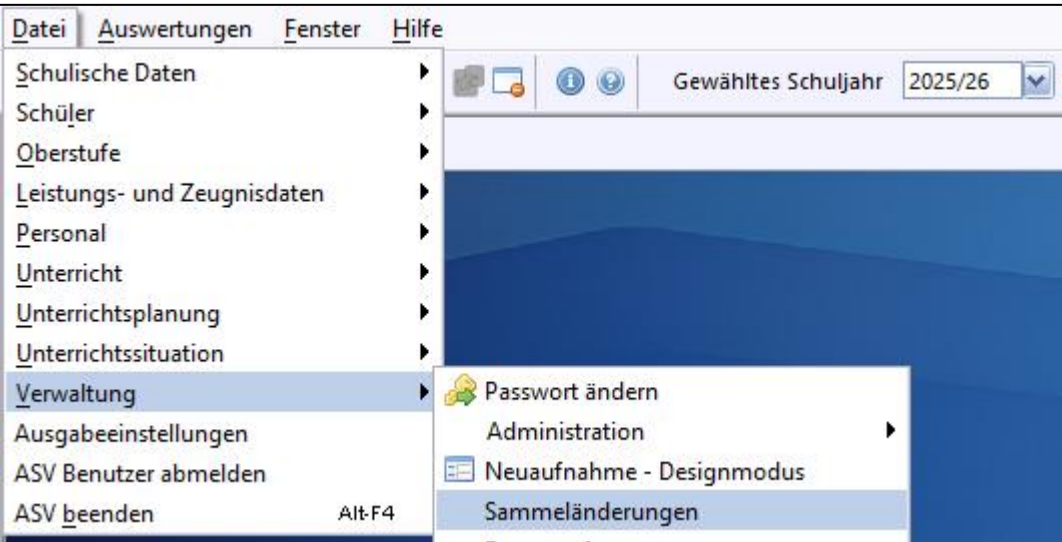 Datei Auswertungen Fenster Hilfe
Gewähltes Schuljahr 2025/26
Schulische Daten
Schüler
Oberstufe
Leistungs- und Zeugnisdaten
Personal
Unterricht
Unterrichtsplanung
Unterrichtssituation
Verwaltung
Ausgabeeinstellungen
ASV Benutzer abmelden
ASV beenden Alt-F4
Passwort ändern
Administration
Neuaufnahme - Designmodus
Sammeländerungen